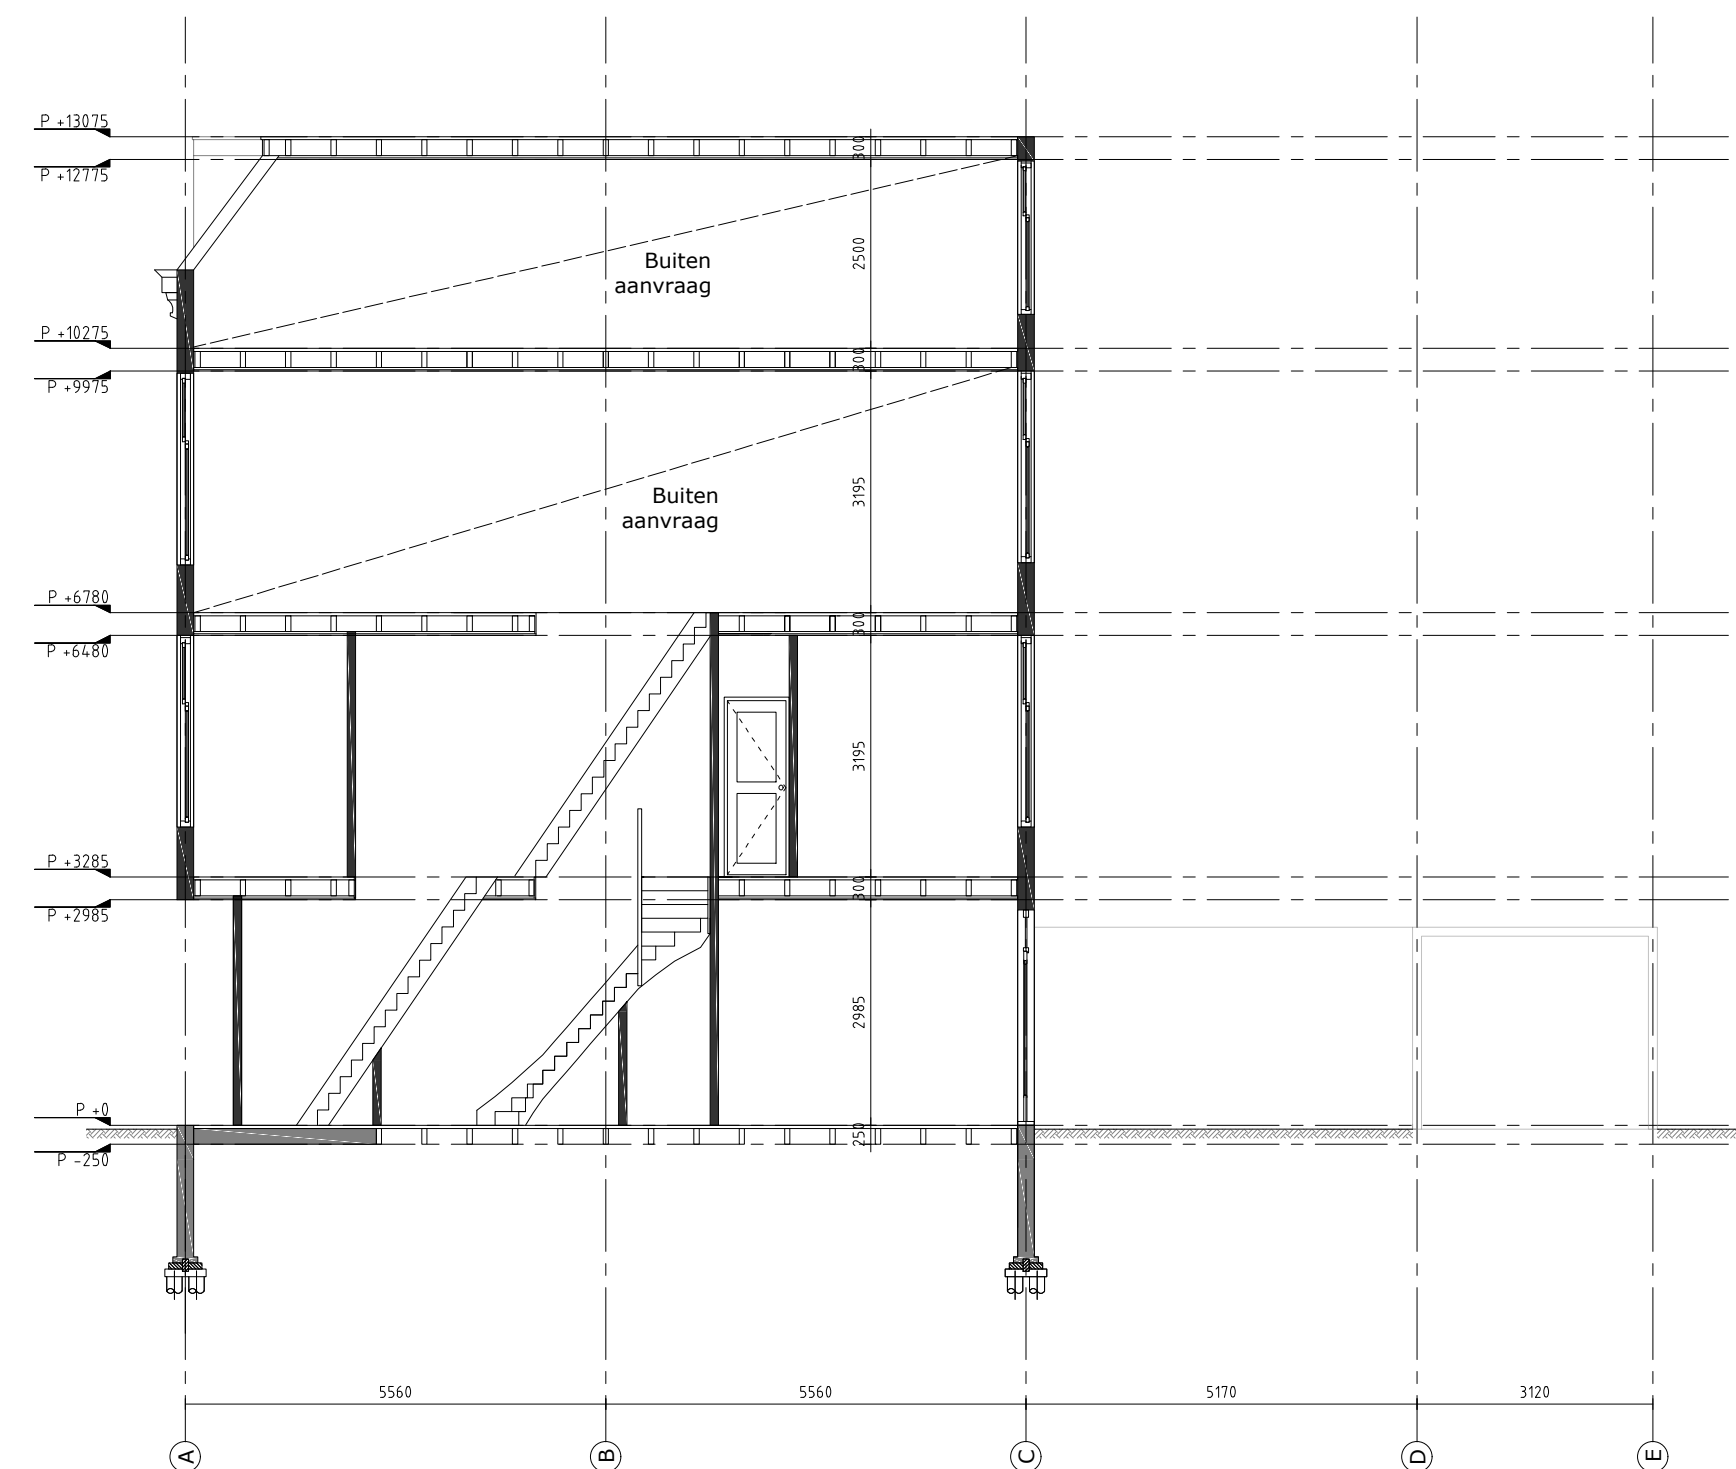 P +13075
P +12775
300
2500
Buiten
aanvraag
P +10275
P +9975
300
3195
Buiten
aanvraag
P +6780
P +6480
300
3195
P +3285
P +2985
300
2985
P +0
P -250
250
5560
5560
5170
3120
A
B
C
D
E